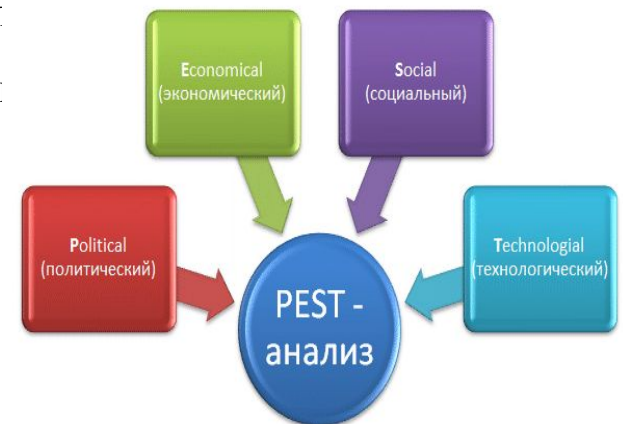 Economical
(экономический)
Social
(социальный)
Political
(политический)
Technologial
(технологический)
PEST -
анализ